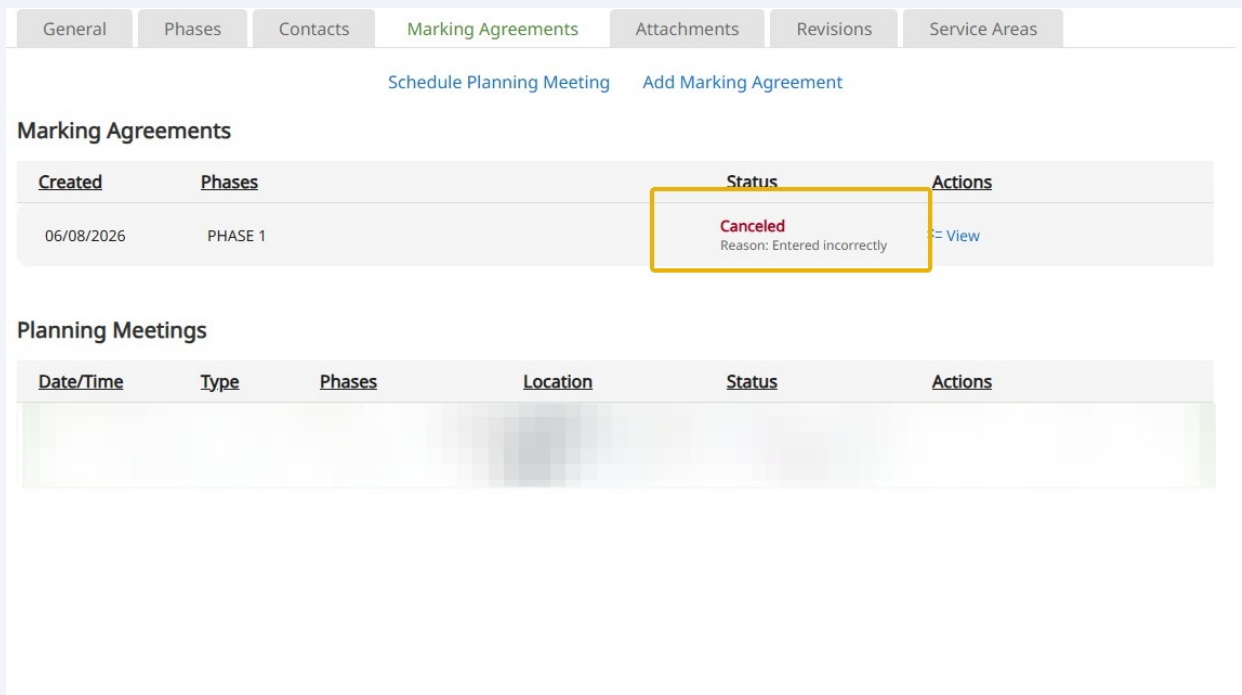 General Phases Contacts Marking Agreements Attachments Revisions Service Areas
Schedule Planning Meeting Add Marking Agreement
Marking Agreements
Created Phases Status Actions
06/08/2026 PHASE 1 Canceled View
Reason: Entered incorrectly
Planning Meetings
Date/Time Type Phases Location Status Actions